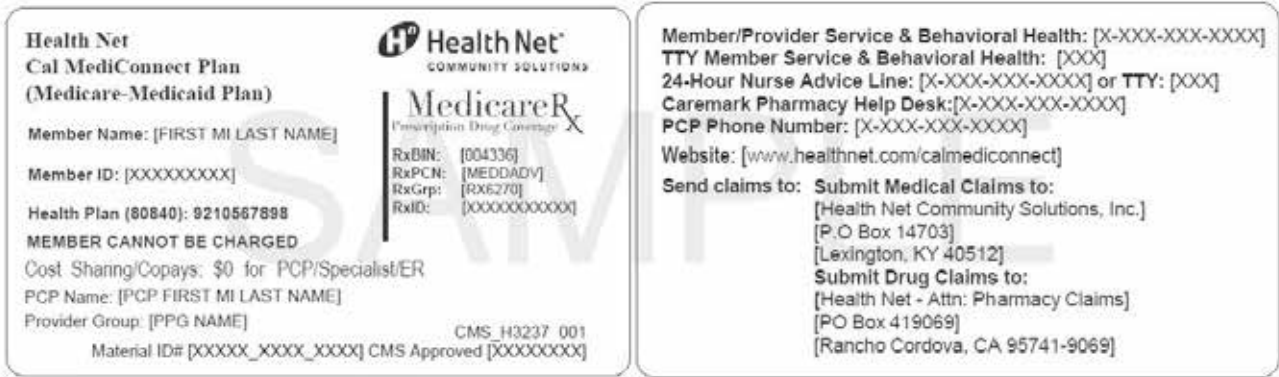 Health Net
Cal MediConnect Plan
(Medicare-Medicaid Plan)
Member Name: [FIRST MI LAST NAME]
Member ID: [XXXXXXXXX]
Health Plan (80840): 9210567898
MEMBER CANNOT BE CHARGED
Cost Sharing/Copays: $0 for PCP/Specialist/ER
PCP Name: [PCP FIRST MI LAST NAME]
Provider Group: [PPG NAME]
Health Net
COMMUNITY SOLUTIONS
MedicareRx
Prescription Drug Coverage
RxBIN: [004336]
RxPCN: [MEDDADV]
RxGrp: [RX6270]
RxID: [XXXXXXXXXXX]
CMS_H3237_001
Material ID# [XXXXX_XXXX_XXXX] CMS Approved [XXXXXXXX]
Member/Provider Service & Behavioral Health: [X-XXX-XXX-XXXX]
TTY Member Service & Behavioral Health: [XXX]
24-Hour Nurse Advice Line: [X-XXX-XXX-XXXX] or TTY: [XXX]
Caremark Pharmacy Help Desk:[X-XXX-XXX-XXXX]
PCP Phone Number: [X-XXX-XXX-XXXX]
Website: [www.healthnet.com/calmediconnect]
Send claims to: Submit Medical Claims to:
[Health Net Community Solutions, Inc.]
[P.O Box 14703]
[Lexington, KY 40512]
Submit Drug Claims to:
[Health Net - Attn: Pharmacy Claims]
[PO Box 419069]
[Rancho Cordova, CA 95741-9069]
SAMPLE